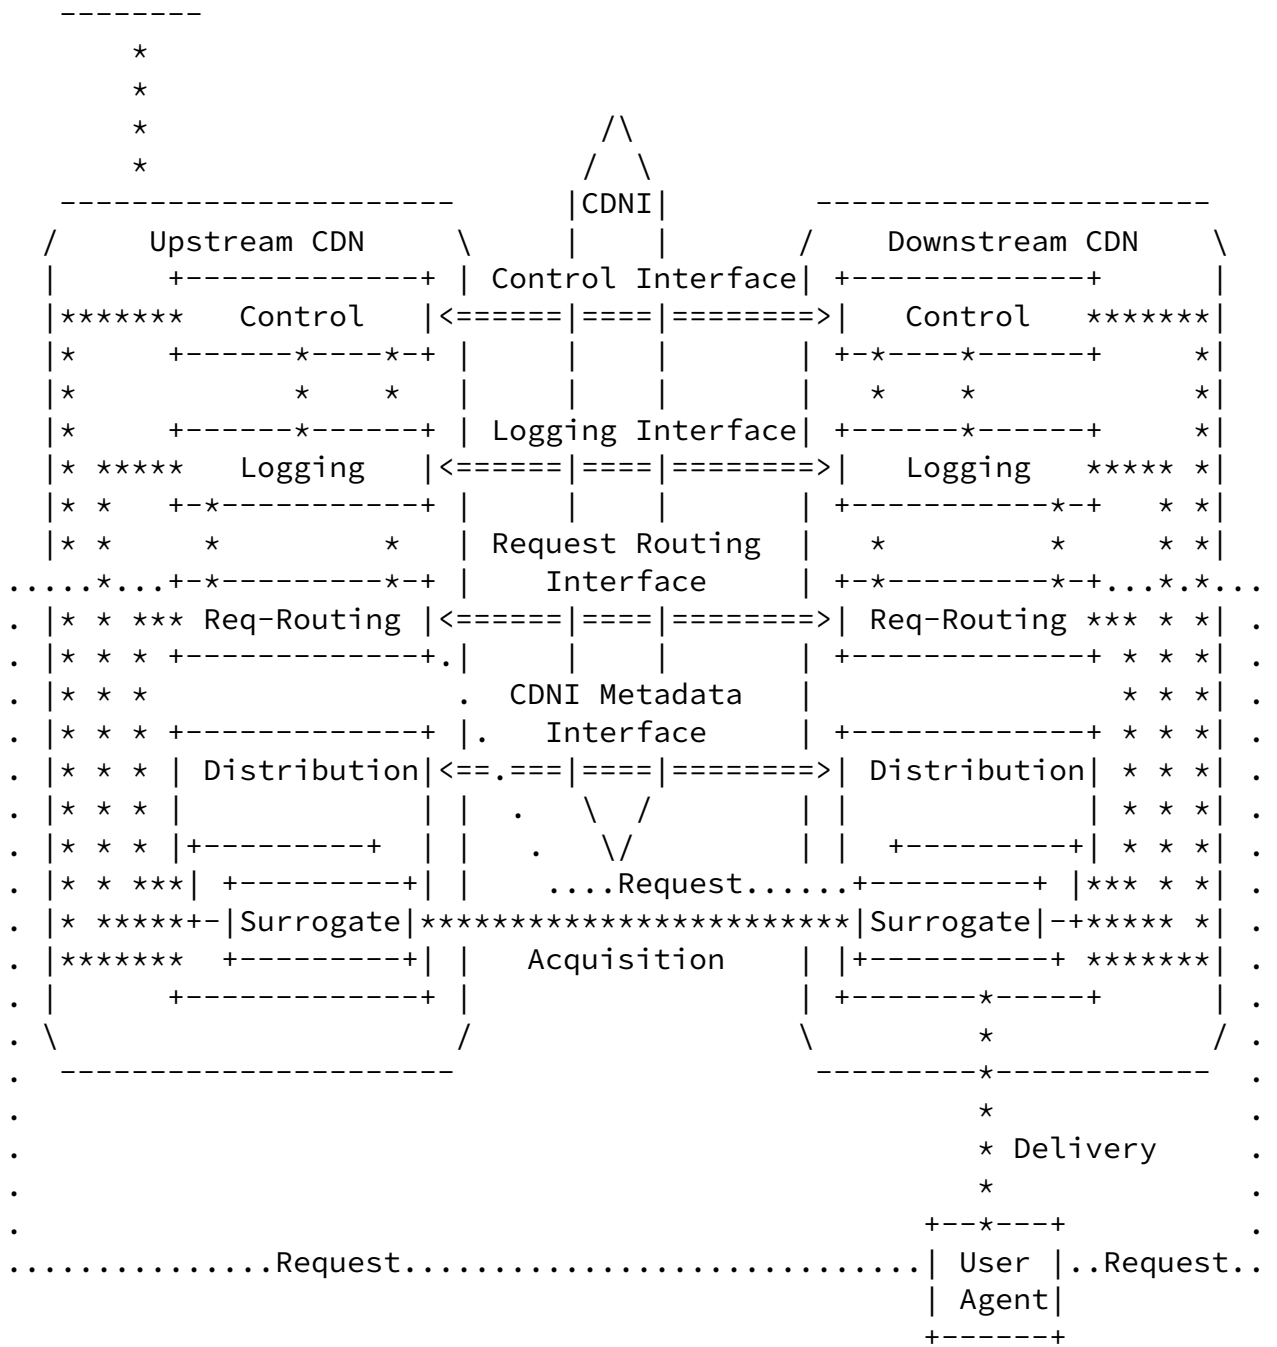 CDNI
Upstream CDN Downstream CDN
Control Interface
Control Control
Logging Interface
Logging Logging
Request Routing
Interface
Req-Routing Req-Routing
CDNI Metadata
Interface
Distribution Distribution
Request
Surrogate Surrogate
Acquisition
Delivery
Request User Request
Agent